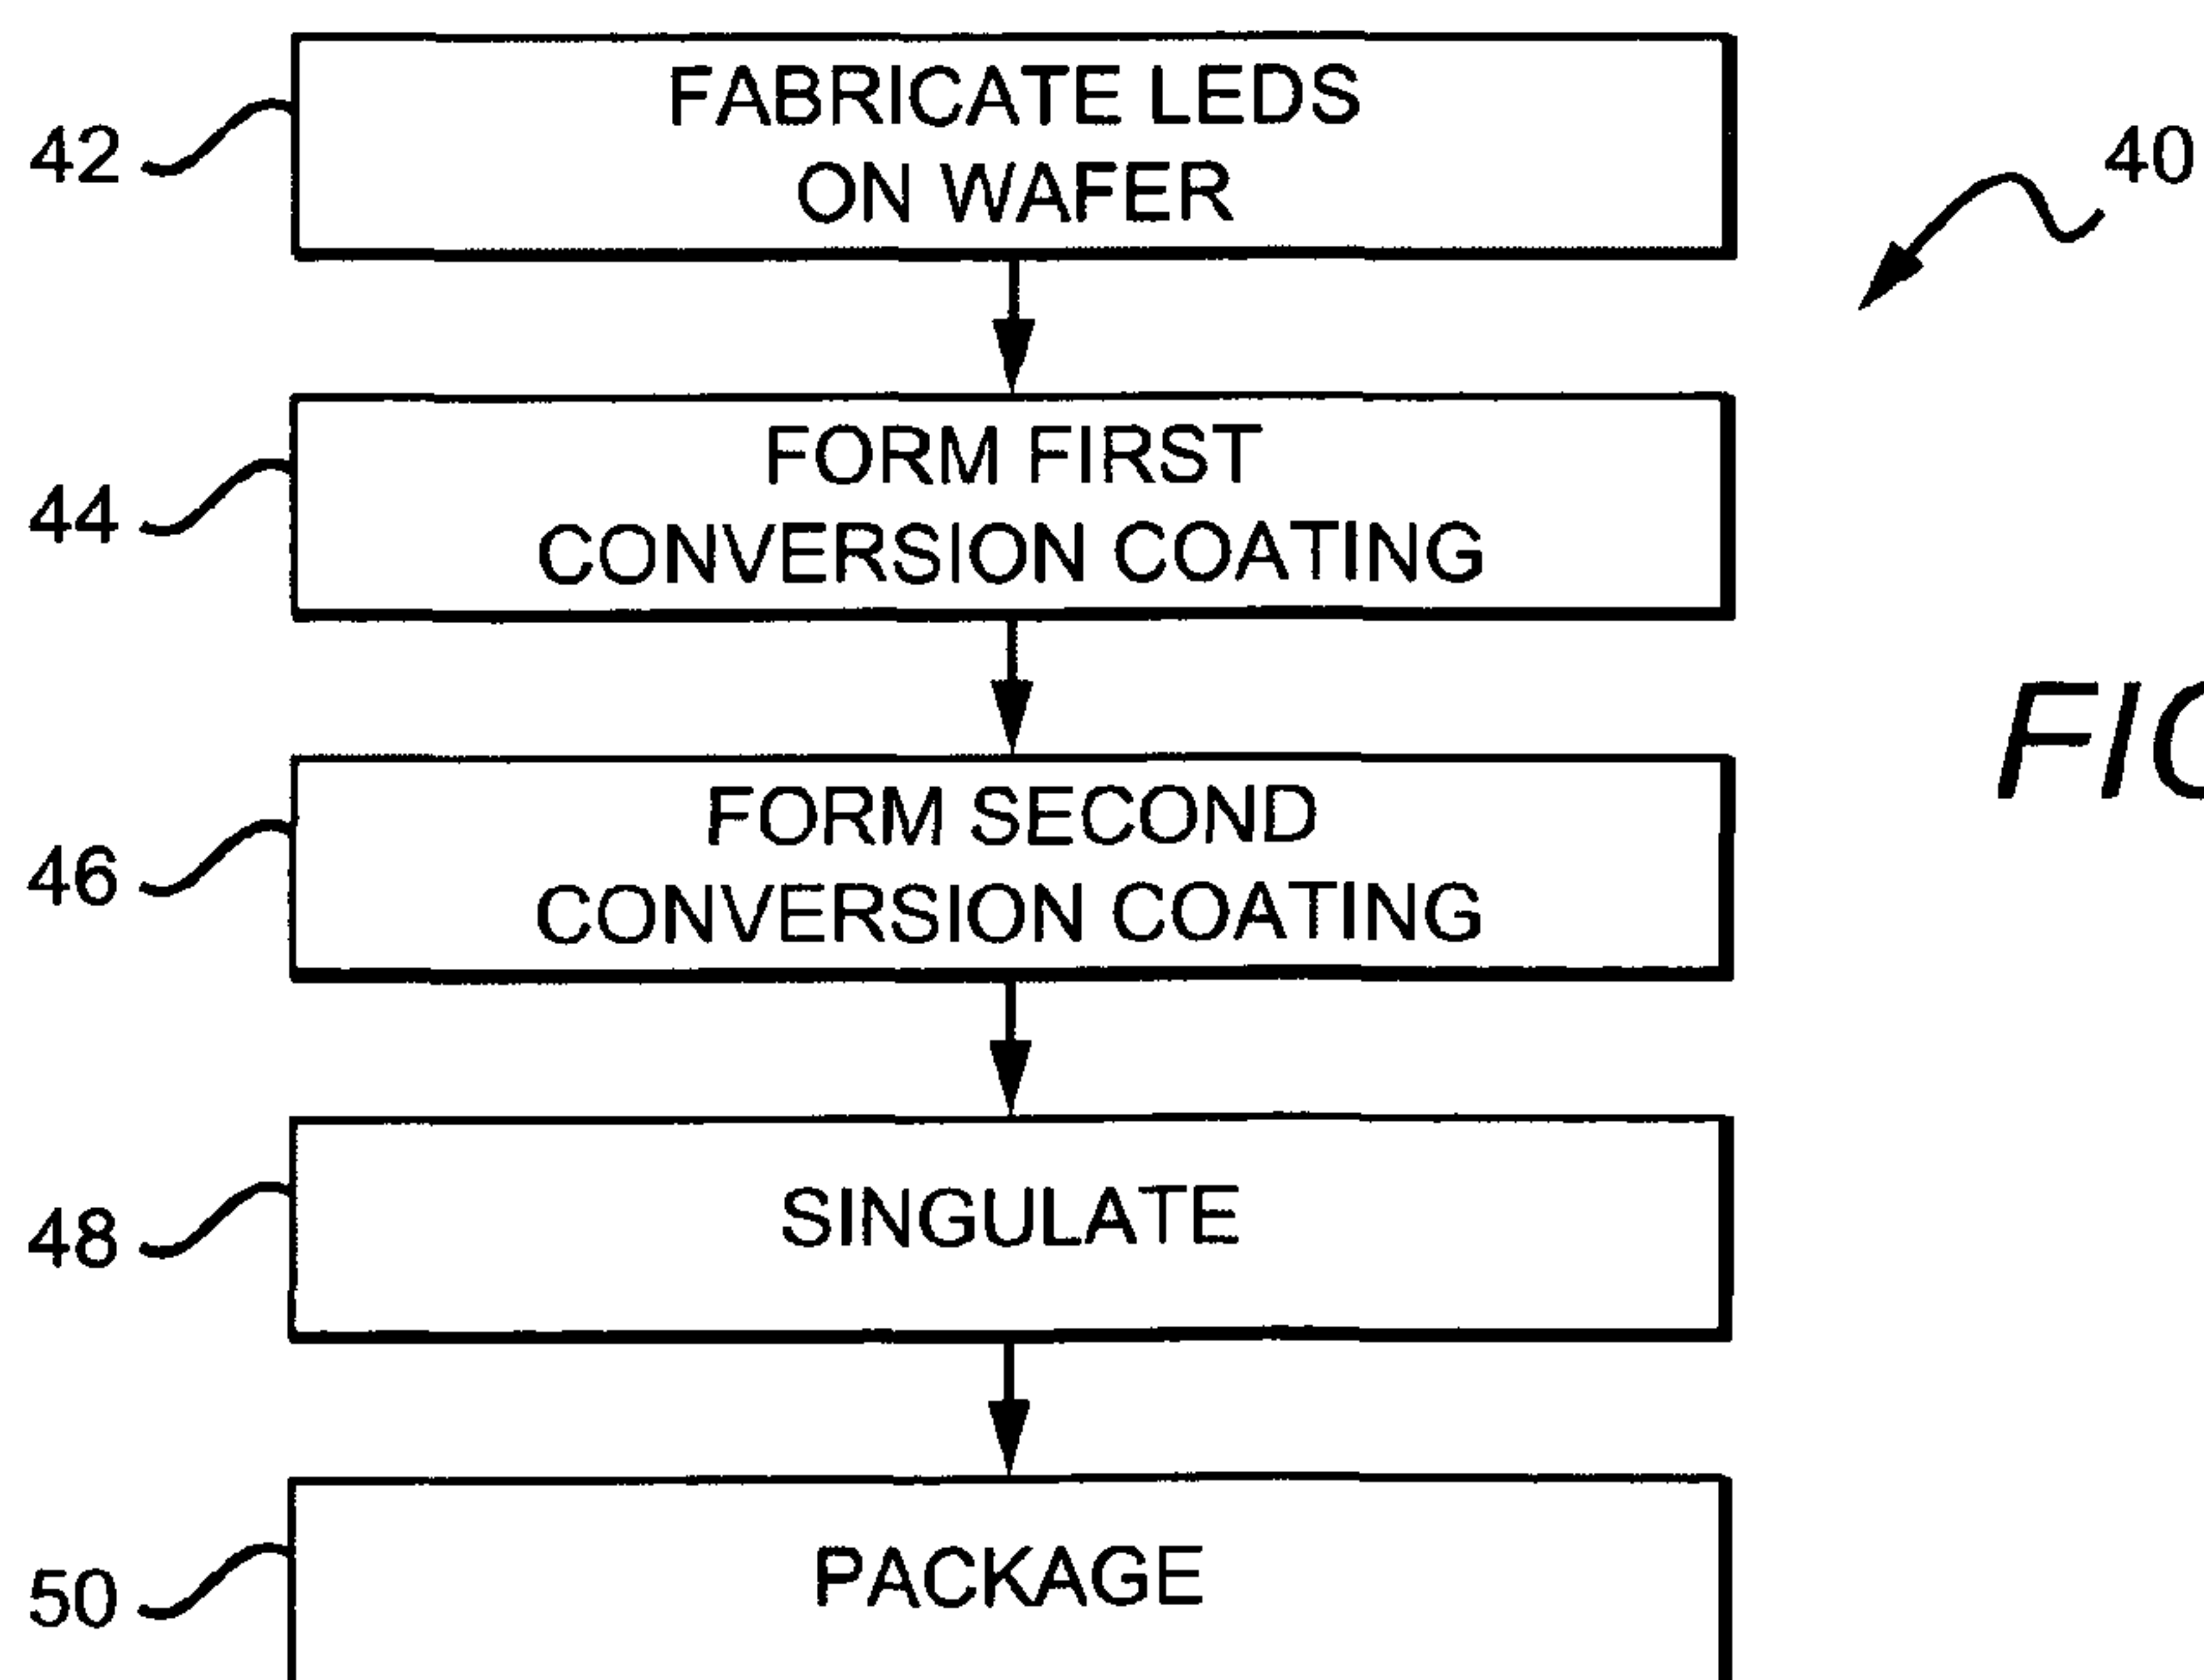 FABRICATE LEDS
ON WAFER
42
40
FORM FIRST
CONVERSION COATING
44
FORM SECOND
CONVERSION COATING
46
SINGULATE
48
PACKAGE
50